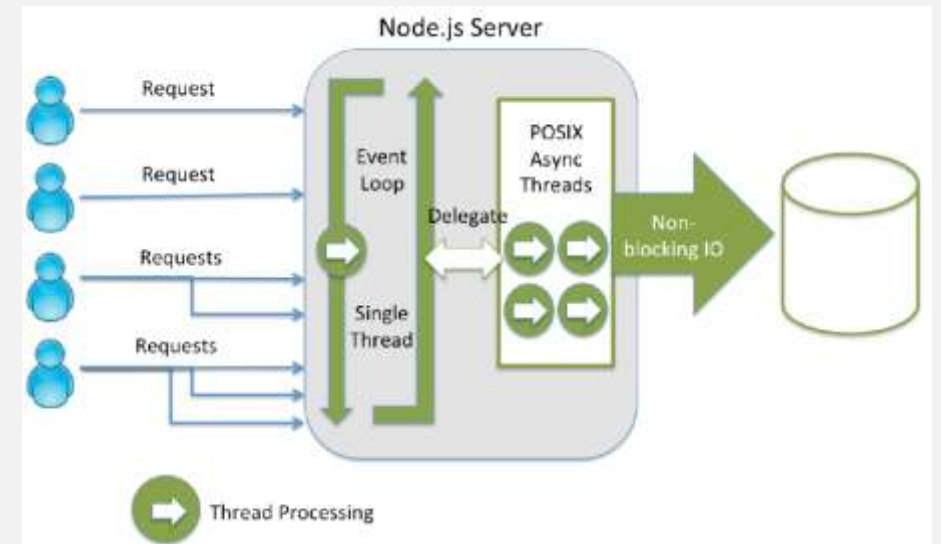 Node.js Server
Request
Request
Requests
Requests
Event
Loop
Single
Thread
Delegate
POSIX
Async
Threads
Non-
blocking IO
Thread Processing